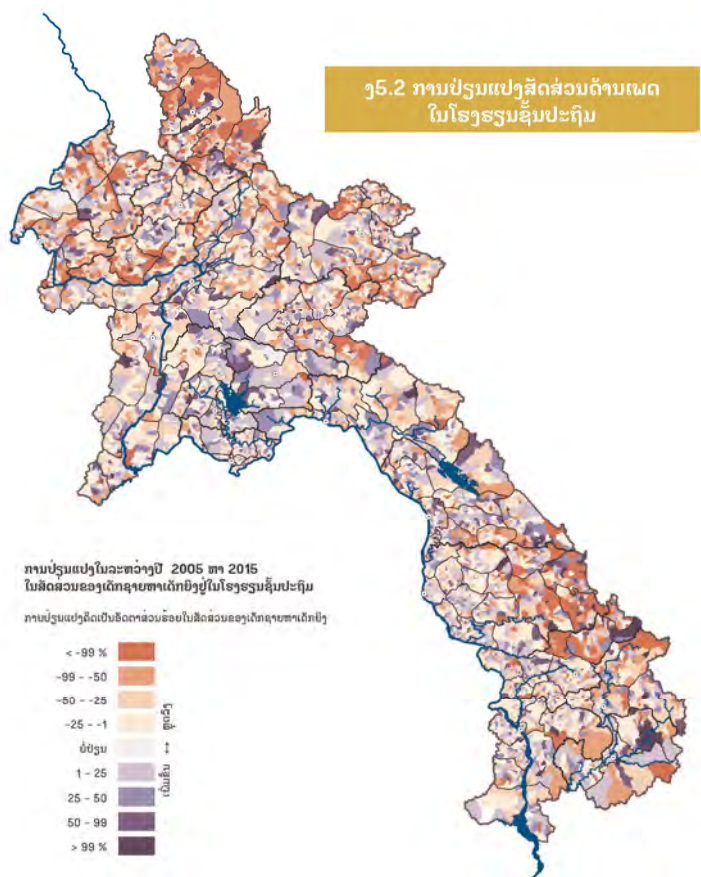 ງ5.2 ການປ່ຽນແປງສັດສ່ວນດ້ານເພດ
ໃນໂຮງຮຽນຊັ້ນປະຖົມ
ການປ່ຽນແປງໃນລະຫວ່າງປີ 2005 ຫາ 2015
ໃນສັດສ່ວນຂອງເດັກຊາຍຫາເດັກຍິງຢູ່ໃນໂຮງຮຽນຊັ້ນປະຖົມ
ການປ່ຽນແປງຄິດເປັນອັດຕາສ່ວນຮ້ອຍໃນສັດສ່ວນຂອງເດັກຊາຍຫາເດັກຍິງ
< -99 %
-99 - -50
-50 - -25
-25 - -1
ບໍ່ປ່ຽນ
1 - 25
25 - 50
50 - 99
> 99 %
ຫຼຸດລົງ
↔
ເພີ່ມຂຶ້ນ